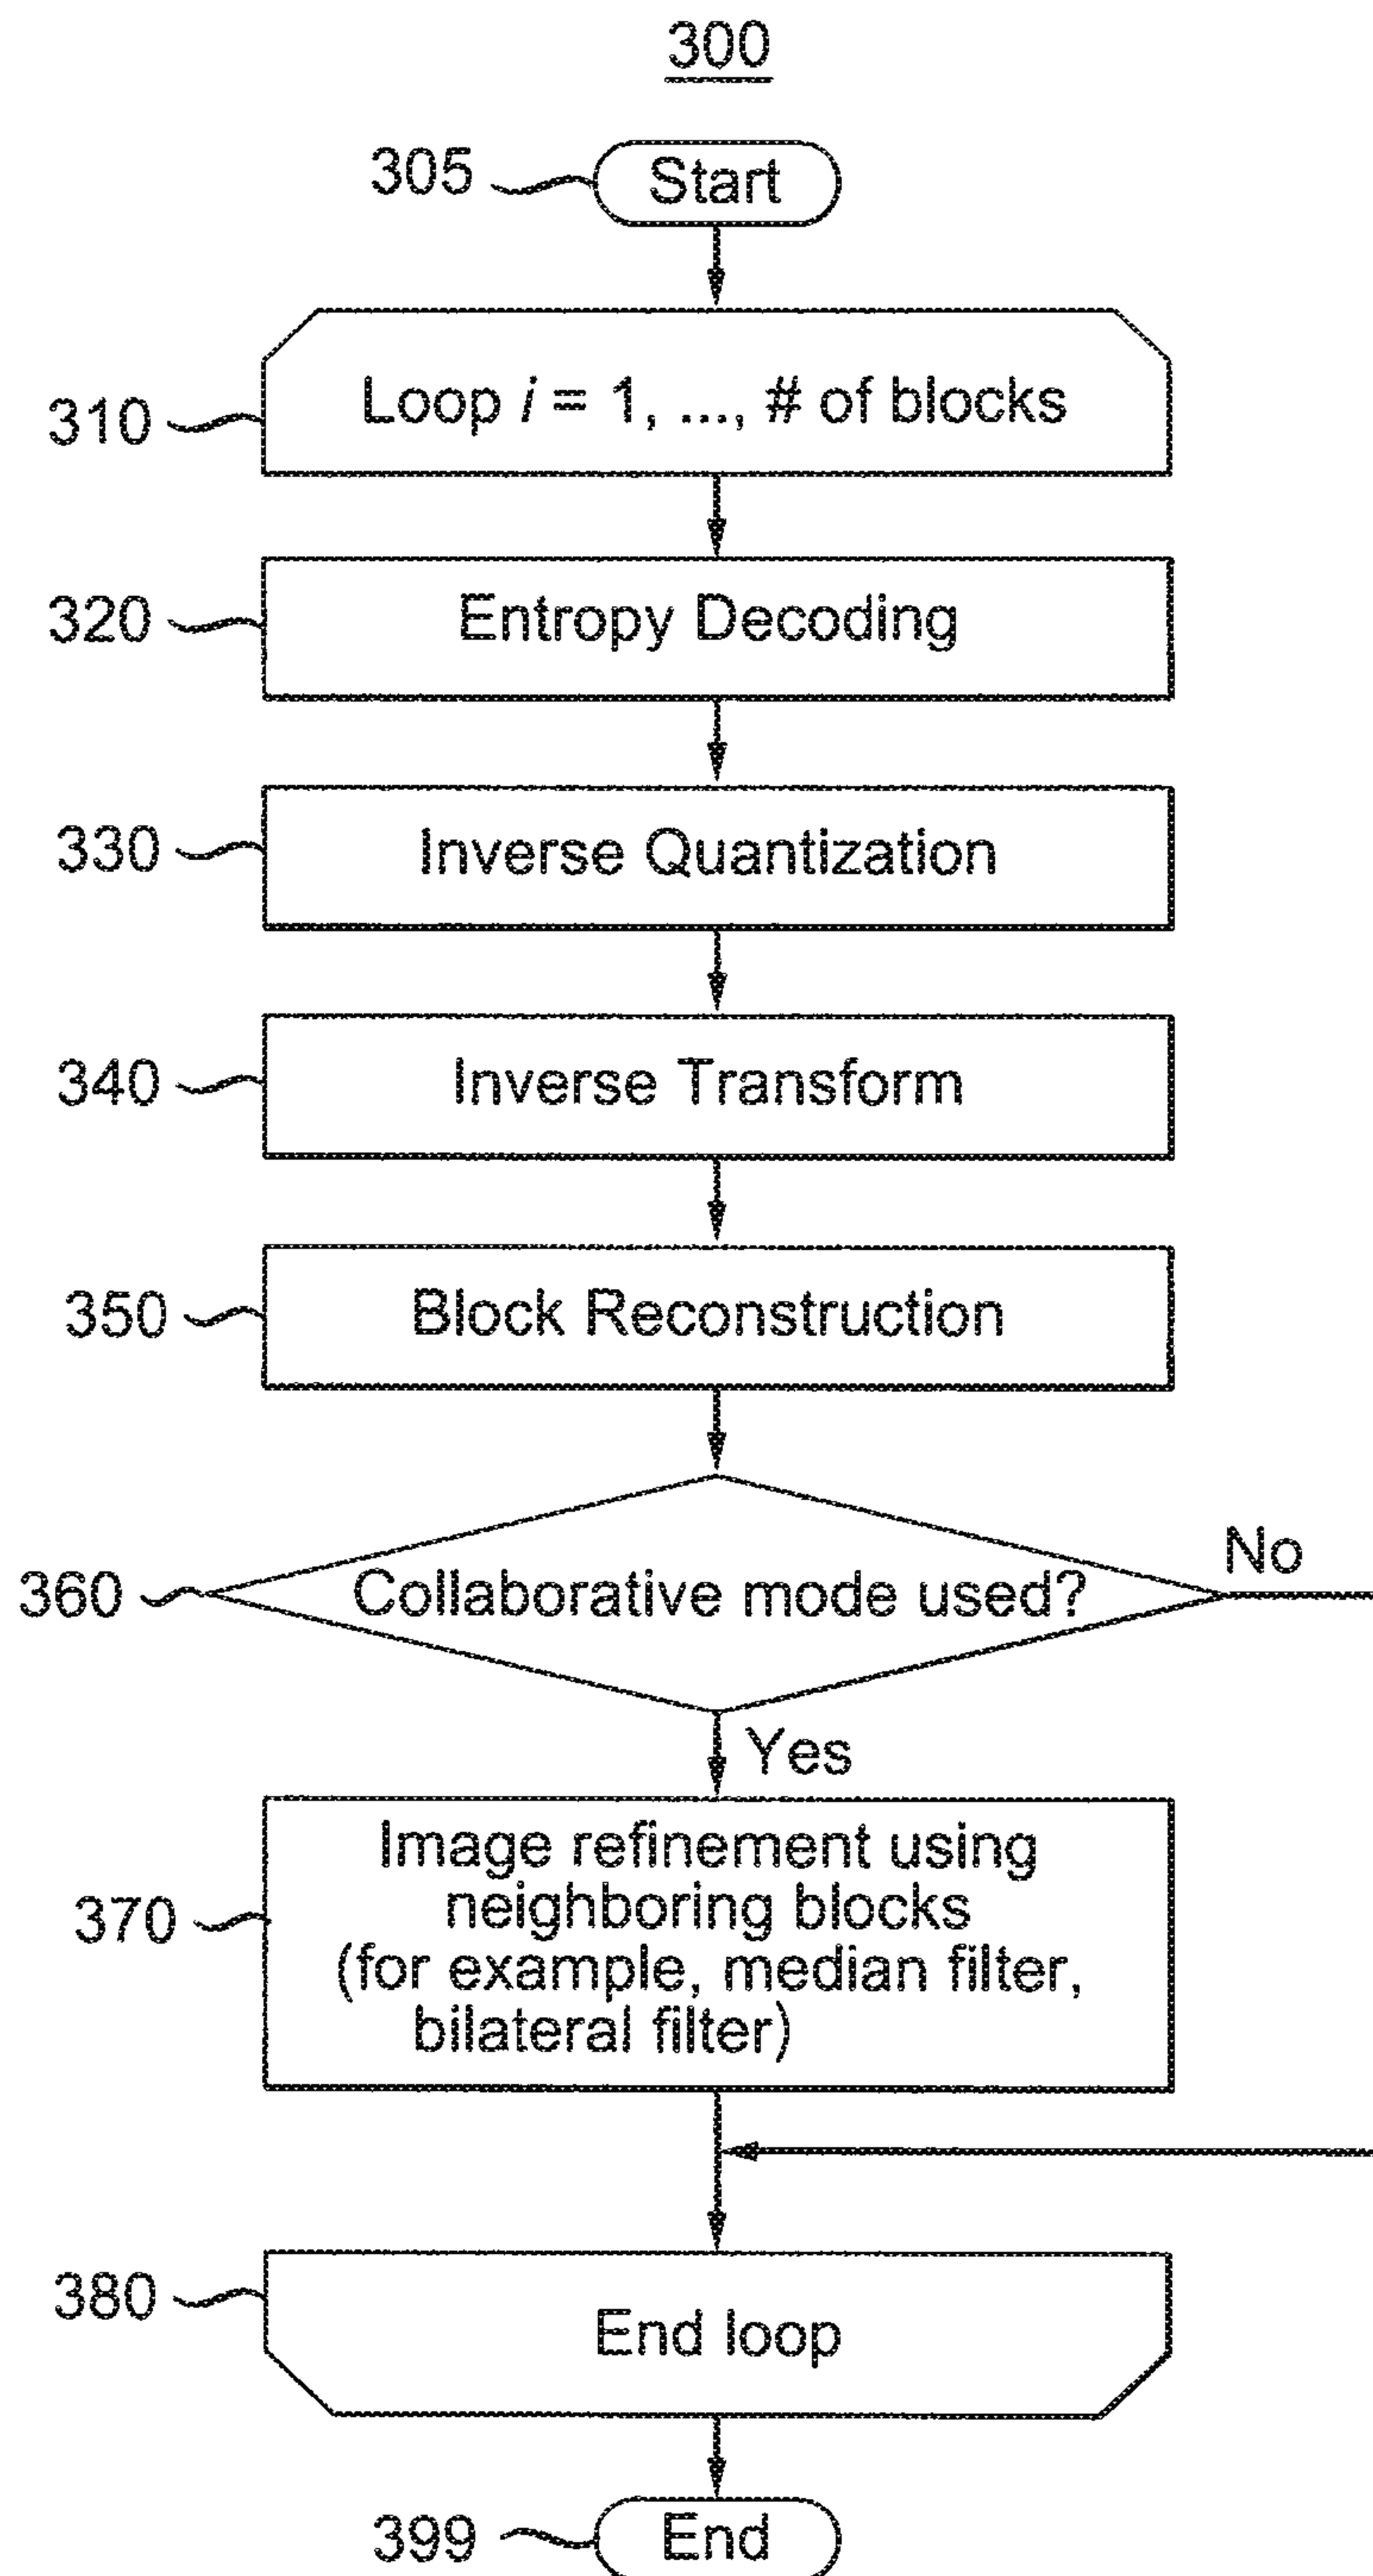 300
305
Start
310
Loop i = 1, ..., # of blocks
320
Entropy Decoding
330
Inverse Quantization
340
Inverse Transform
350
Block Reconstruction
360
Collaborative mode used?
No
Yes
370
Image refinement using
neighboring blocks
(for example, median filter,
bilateral filter)
380
End loop
399
End